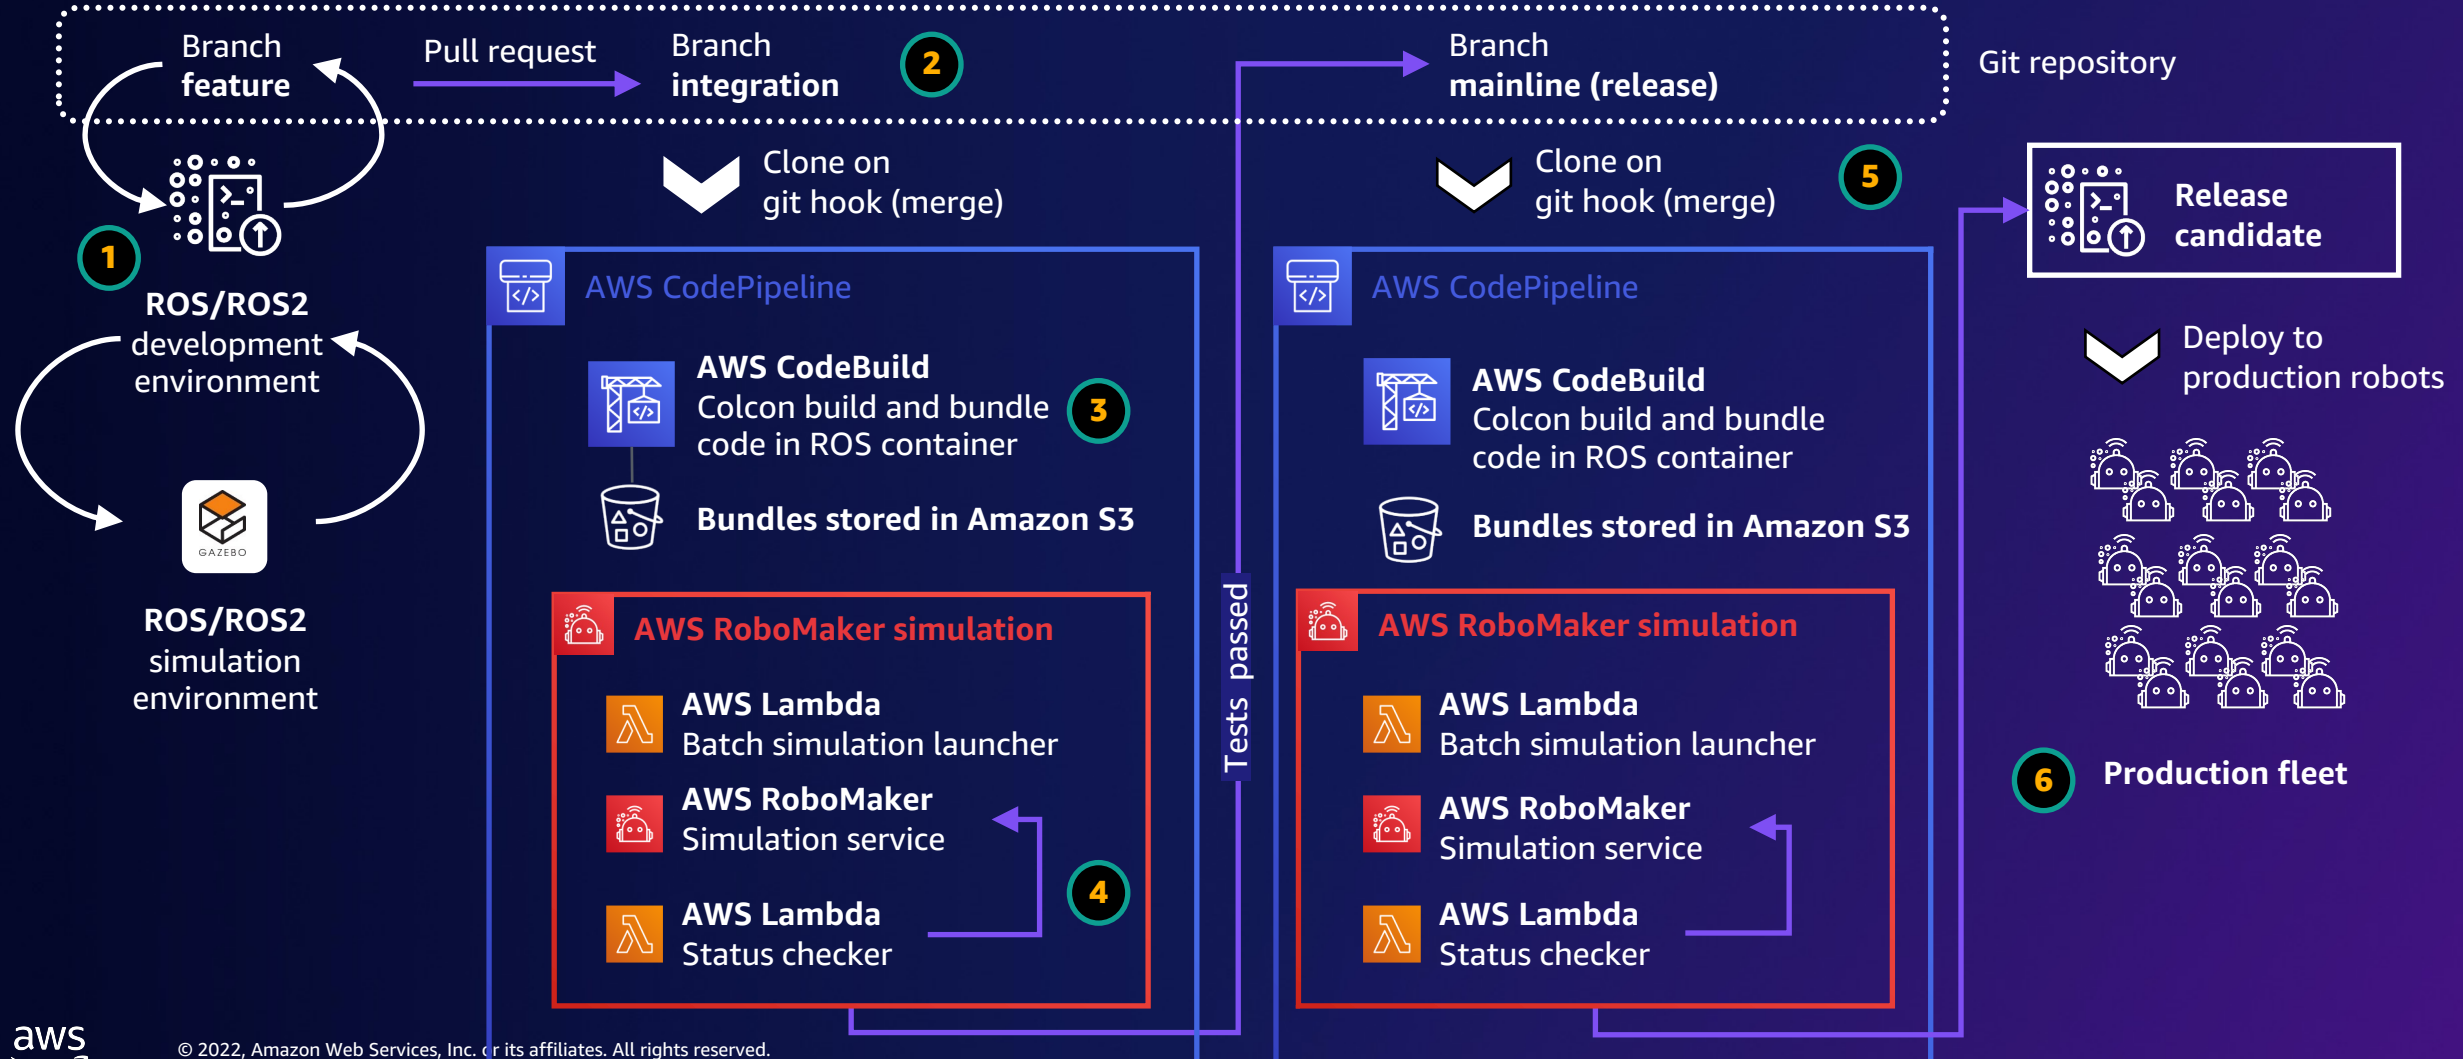 Branch
feature
Pull request
Branch
integration
2
Branch
mainline (release)
Git repository
1
ROS/ROS2
development
environment
GAZEBO
ROS/ROS2
simulation
environment
Clone on
git hook (merge)
AWS CodePipeline
AWS CodeBuild
Colcon build and bundle
code in ROS container
3
Bundles stored in Amazon S3
AWS RoboMaker simulation
AWS Lambda
Batch simulation launcher
AWS RoboMaker
Simulation service
4
AWS Lambda
Status checker
Tests passed
Clone on
git hook (merge)
5
AWS CodePipeline
AWS CodeBuild
Colcon build and bundle
code in ROS container
Bundles stored in Amazon S3
AWS RoboMaker simulation
AWS Lambda
Batch simulation launcher
AWS RoboMaker
Simulation service
AWS Lambda
Status checker
Release
candidate
Deploy to
production robots
6
Production fleet
aws
© 2022, Amazon Web Services, Inc. or its affiliates. All rights reserved.